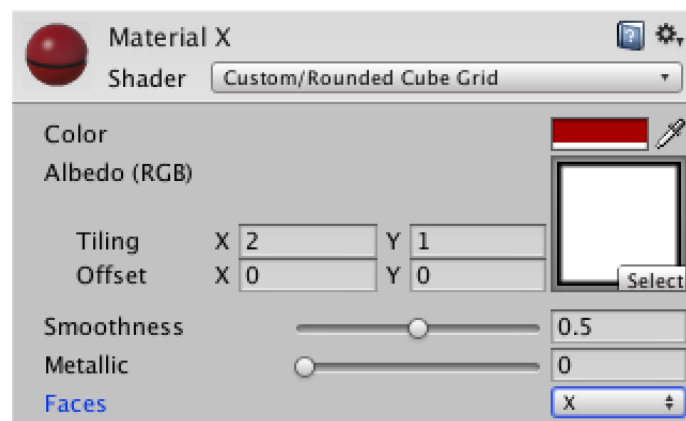 Material X
Shader Custom/Rounded Cube Grid
Color
Albedo (RGB)
Tiling X 2 Y 1
Offset X 0 Y 0
Select
Smoothness 0.5
Metallic 0
Faces X